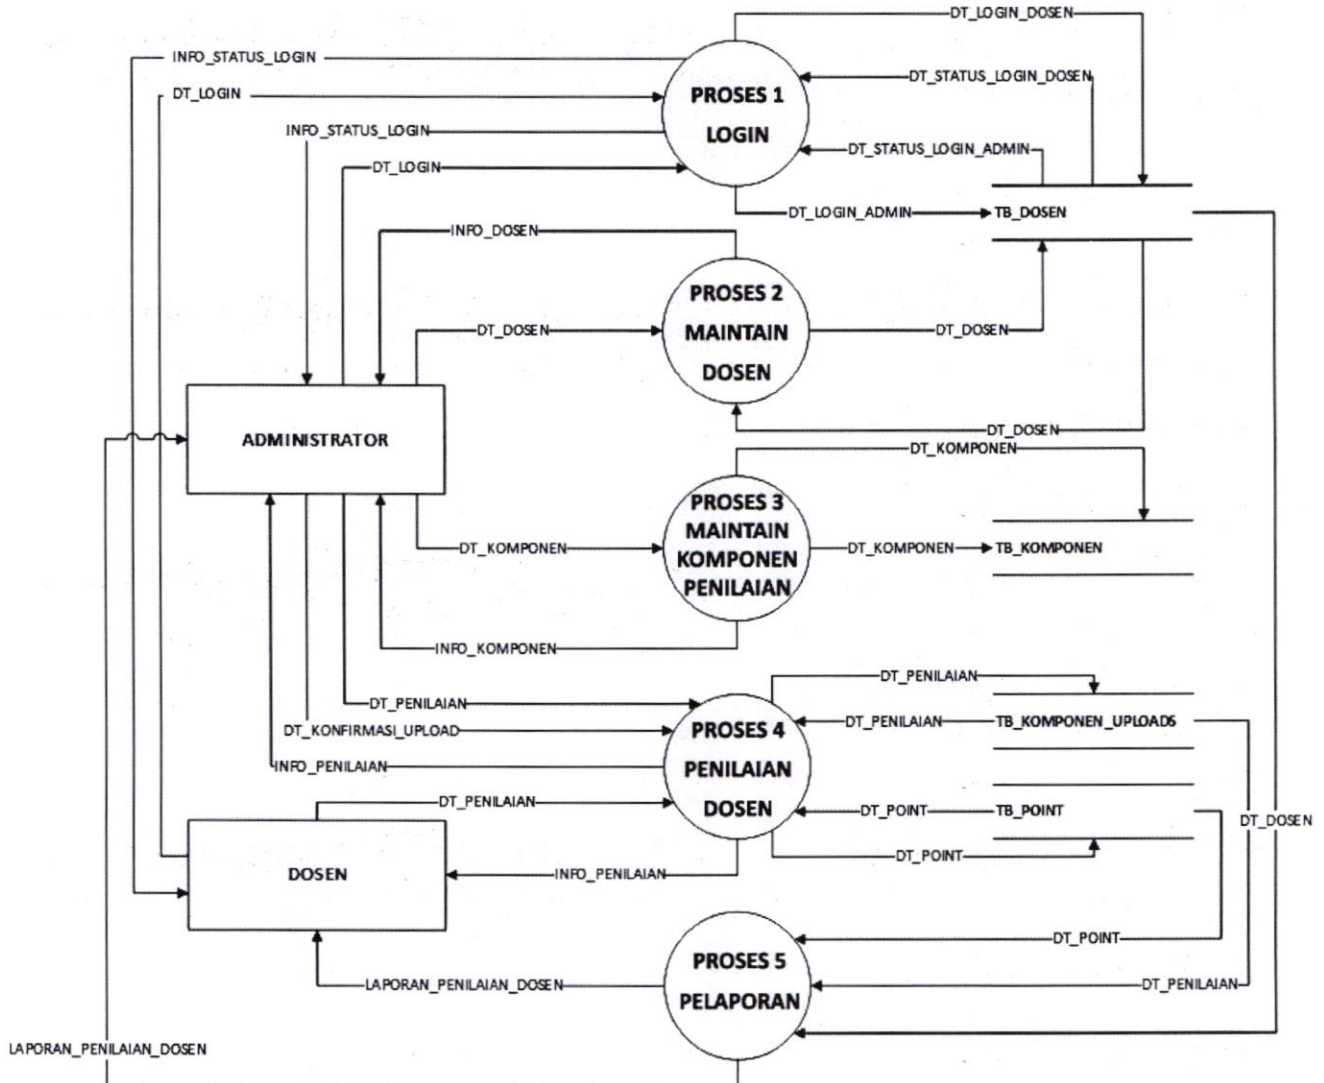 DT_LOGIN_DOSEN
INFO_STATUS_LOGIN
DT_STATUS_LOGIN_DOSEN
DT_LOGIN
PROSES 1
LOGIN
INFO_STATUS_LOGIN
DT_STATUS_LOGIN_ADMIN
DT_LOGIN
DT_LOGIN_ADMIN
TB_DOSEN
INFO_DOSEN
PROSES 2
MAINTAIN
DOSEN
DT_DOSEN
DT_DOSEN
DT_DOSEN
ADMINISTRATOR
DT_KOMPONEN
PROSES 3
MAINTAIN
KOMPONEN
PENILAIAN
DT_KOMPONEN
DT_KOMPONEN
TB_KOMPONEN
INFO_KOMPONEN
DT_PENILAIAN
DT_PENILAIAN
DT_KONFIRMASI_UPLOAD
PROSES 4
PENILAIAN
DOSEN
DT_PENILAIAN
TB_KOMPONEN_UPLOADS
INFO_PENILAIAN
DT_PENILAIAN
DT_POINT
TB_POINT
DT_DOSEN
DT_POINT
DOSEN
INFO_PENILAIAN
DT_POINT
PROSES 5
PELAPORAN
LAPORAN_PENILAIAN_DOSEN
DT_PENILAIAN
LAPORAN_PENILAIAN_DOSEN